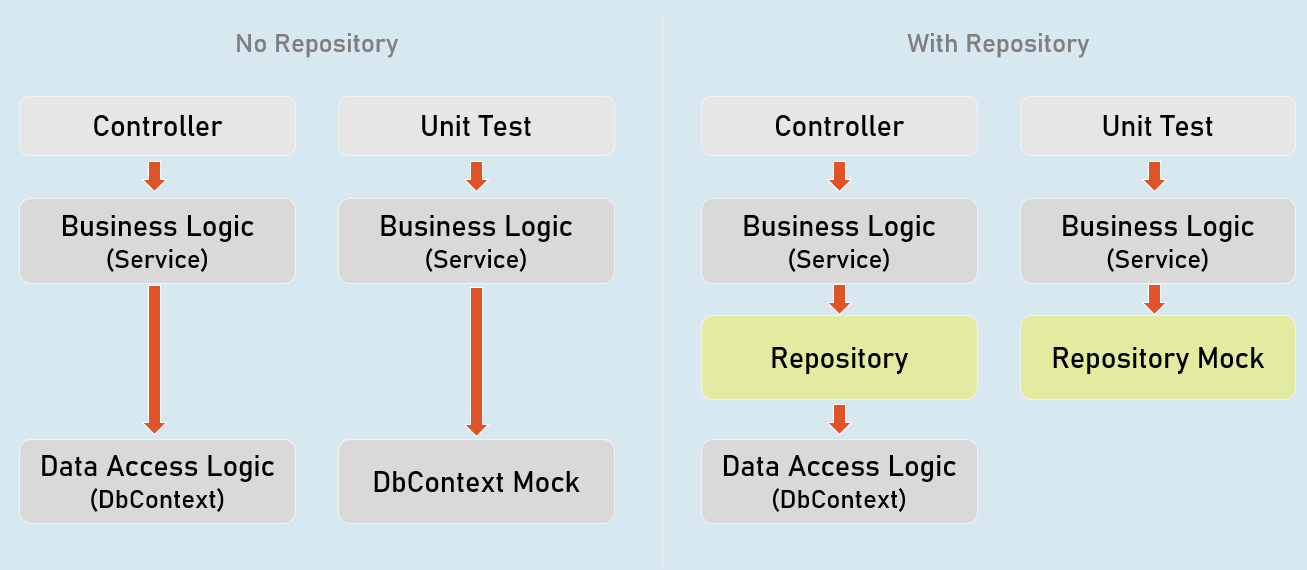 No Repository
Controller
Business Logic
(Service)
Data Access Logic
(DbContext)
Unit Test
Business Logic
(Service)
DbContext Mock
With Repository
Controller
Business Logic
(Service)
Repository
Data Access Logic
(DbContext)
Unit Test
Business Logic
(Service)
Repository Mock